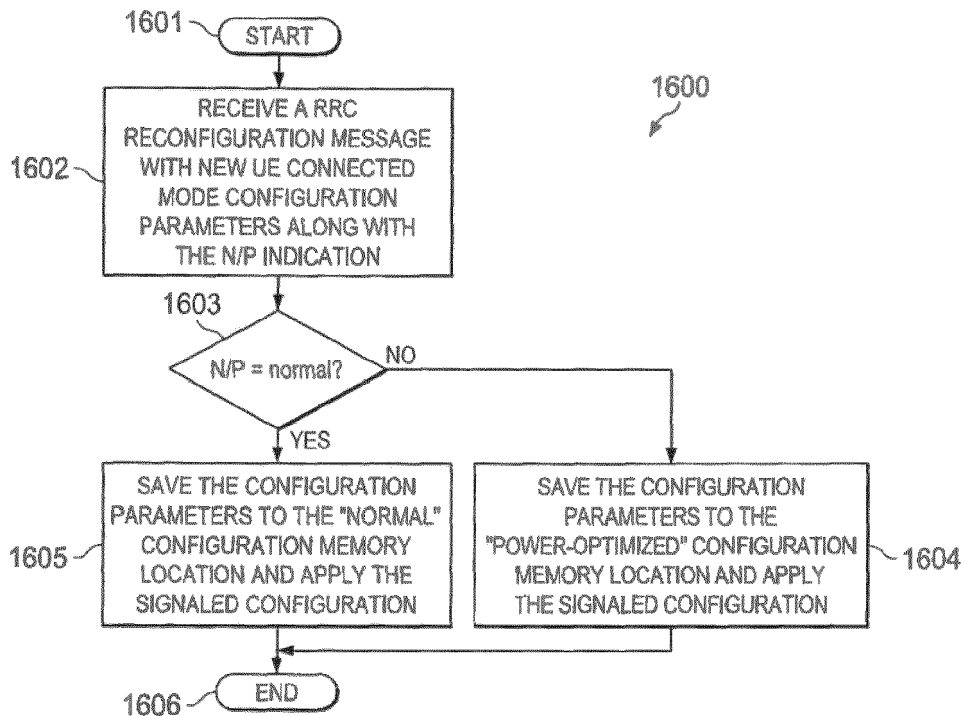 1601
START
1600
1602
RECEIVE A RRC
RECONFIGURATION MESSAGE
WITH NEW UE CONNECTED
MODE CONFIGURATION
PARAMETERS ALONG WITH
THE N/P INDICATION
1603
N/P = normal?
NO
YES
1605
SAVE THE CONFIGURATION
PARAMETERS TO THE "NORMAL"
CONFIGURATION MEMORY
LOCATION AND APPLY THE
SIGNALED CONFIGURATION
SAVE THE CONFIGURATION
PARAMETERS TO THE
"POWER-OPTIMIZED" CONFIGURATION
MEMORY LOCATION AND APPLY
THE SIGNALED CONFIGURATION
1604
END
1606